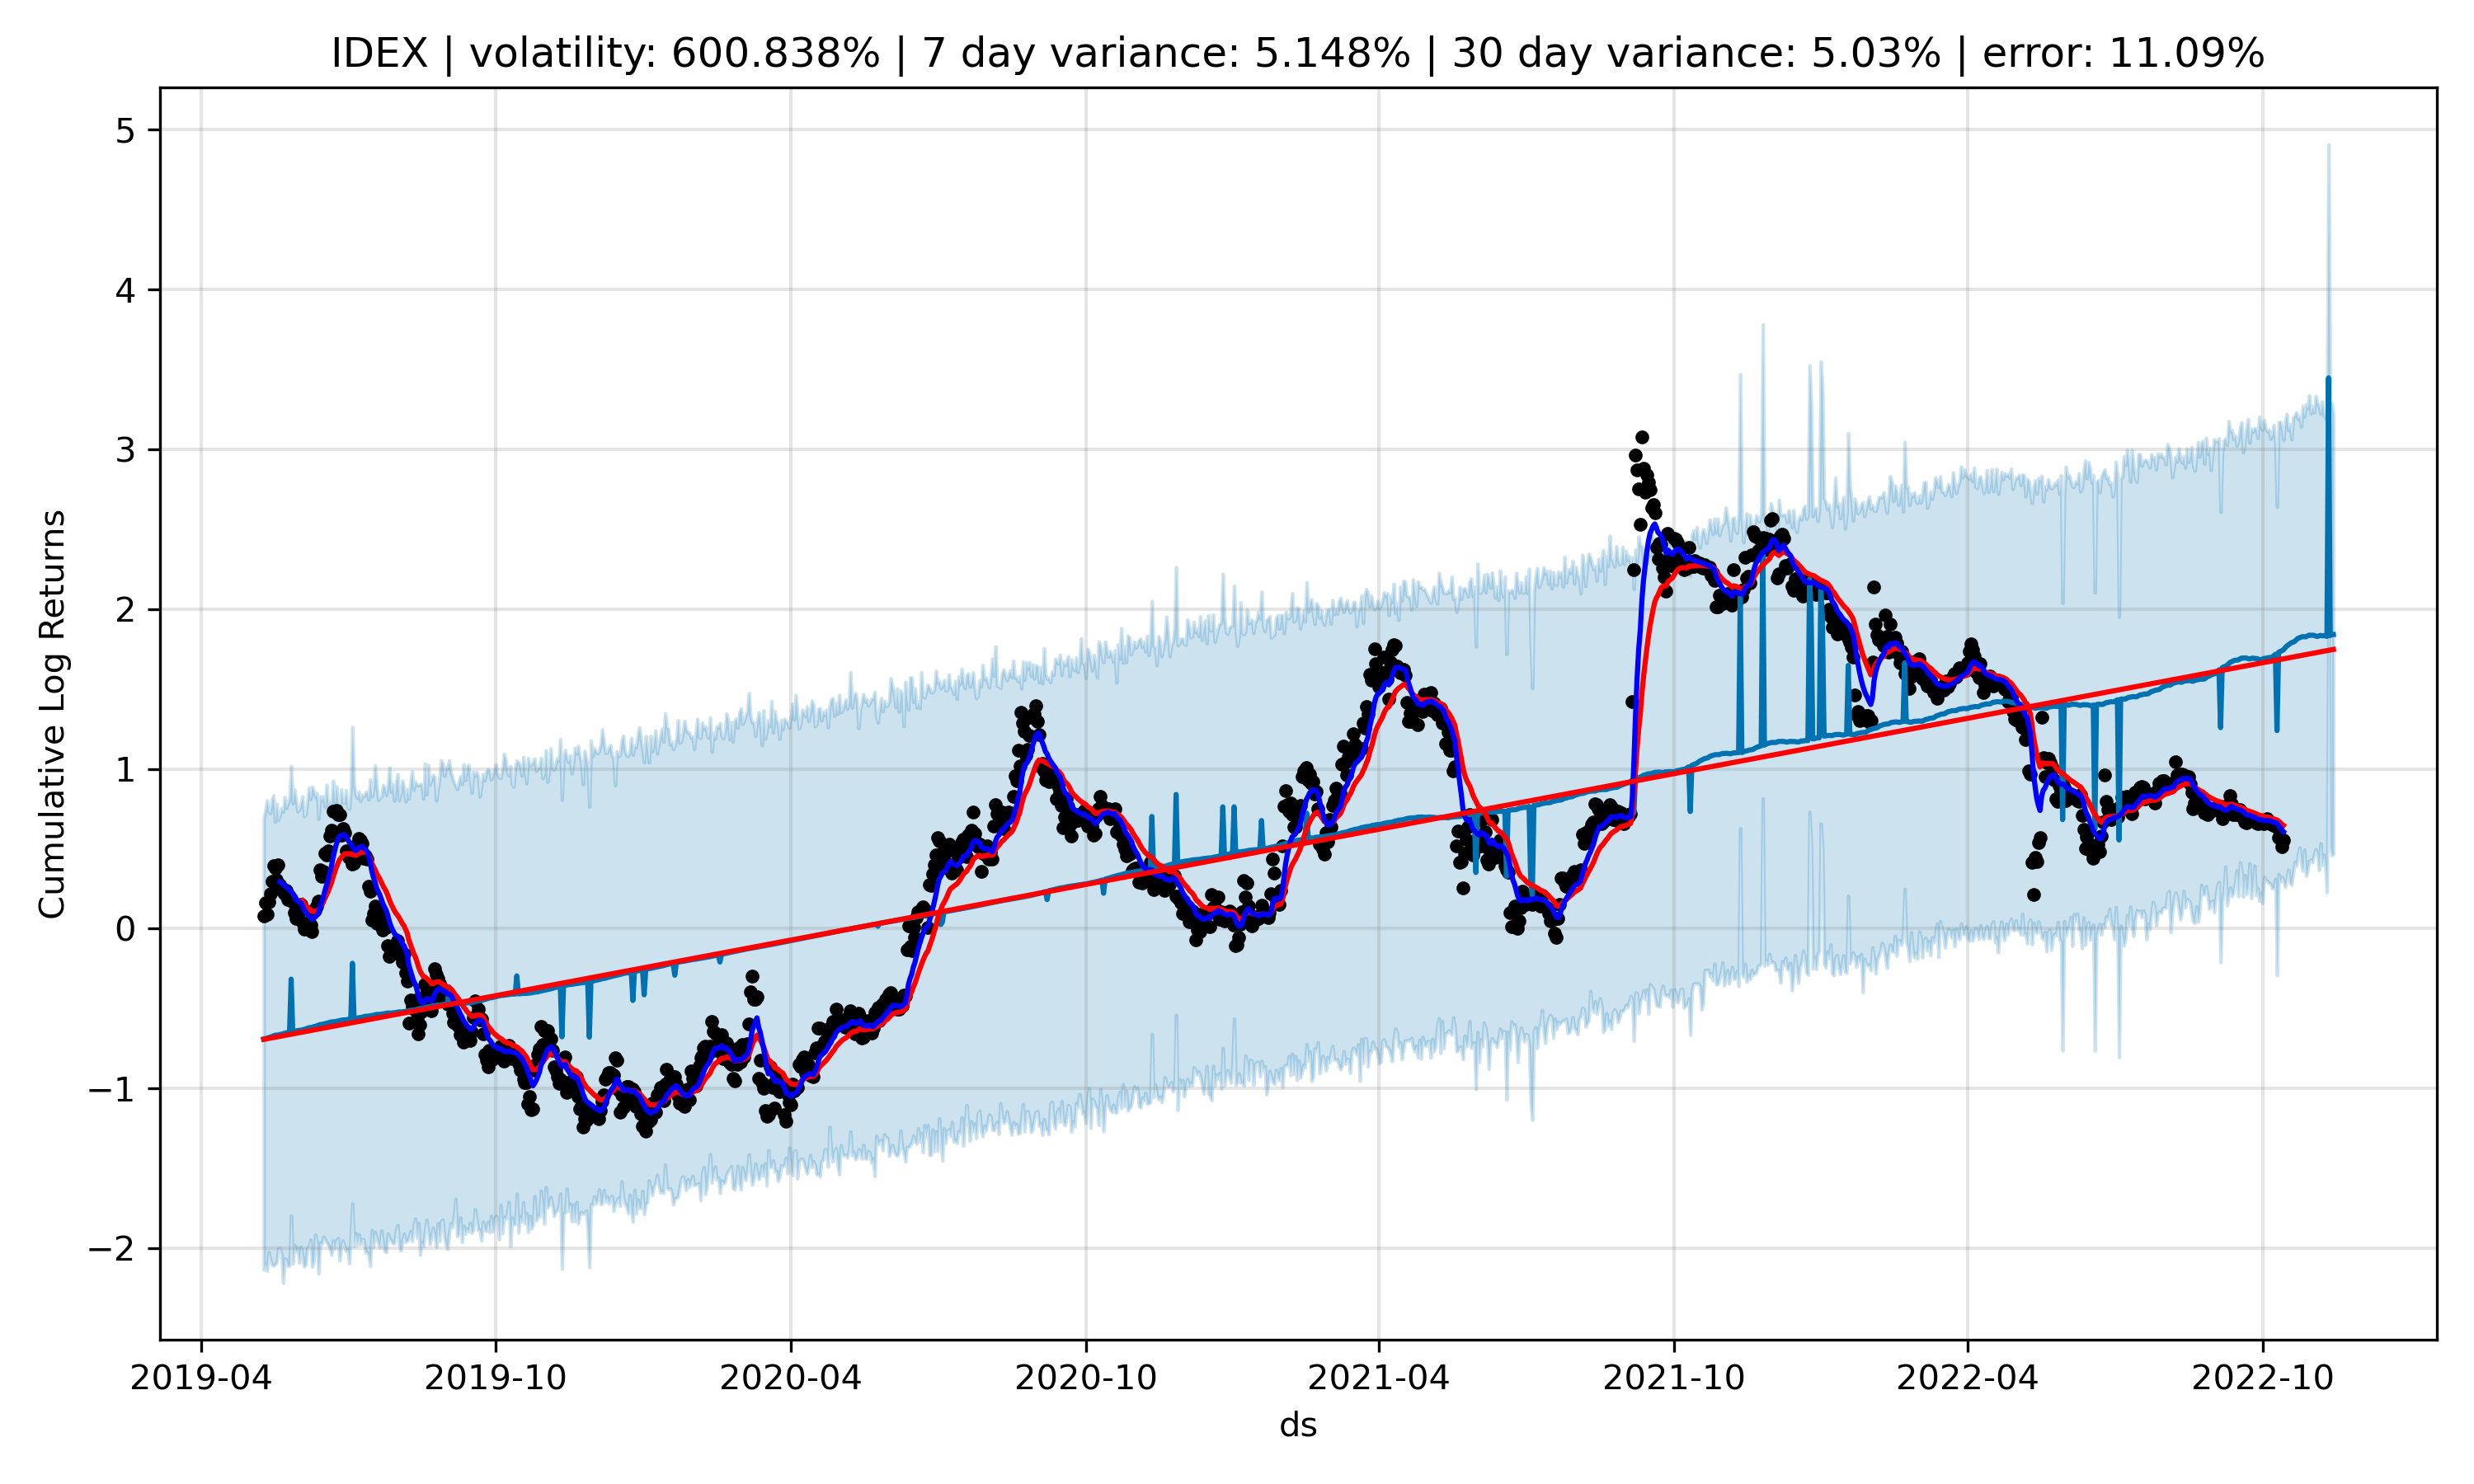 IDEX | volatility: 600.838% | 7 day variance: 5.148% | 30 day variance: 5.03% | error: 11.09%
5
4
3
2
1
0
−1
−2
Cumulative Log Returns
2019-04 2019-10 2020-04 2020-10 2021-04 2021-10 2022-04 2022-10
ds